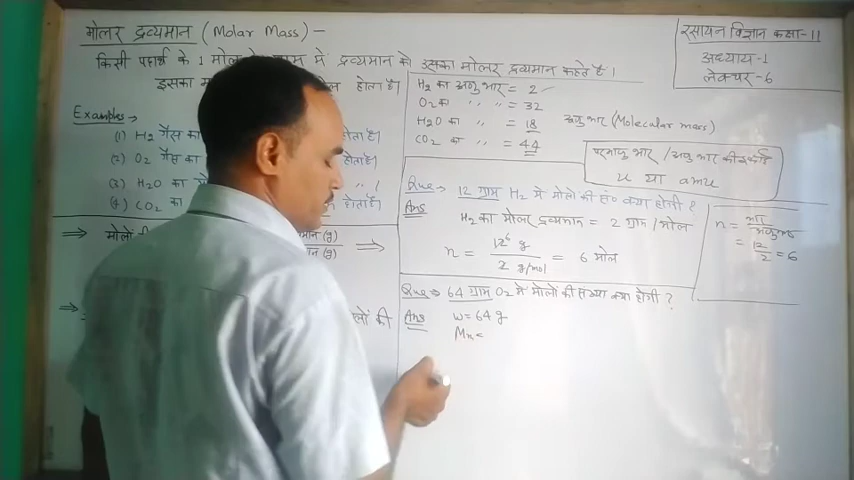 मोलर द्रव्यमान (Molar Mass) -
किसी पदार्थ के 1 मोल के ग्राम में द्रव्यमान को उसका मोलर द्रव्यमान कहते हैं।
इसका मा
ल होता है।
Examples →
(1) H₂ गैस का
होता है।
(2) O₂ गैस का
होता है।
(3) H₂O का मो
"
(4) CO₂ का
होता है।
⇒ मोलों की
मान (g)
मान (g)
⇒
⇒
लों की
रसायन विज्ञान कक्षा-11
अध्याय-1
लेक्चर-6
H₂ का अणुभार = 2
O₂ का " " = 32
H₂O का " = 18
CO₂ का " = 44
अणुभार (Molecular mass)
परमाणु भार / अणु भार की इकाई
u या amu
Que → 12 ग्राम H₂ में मोलों की सं० क्या होगी ?
Ans
H₂ का मोलर द्रव्यमान = 2 ग्राम/मोल
n = 12⁶ g / 2 g/mol = 6 मोल
n = भार / अणुभार
= 12/2 = 6
Que → 64 ग्राम O₂ में मोलों की संख्या क्या होगी ?
Ans w = 64 g
Mm =